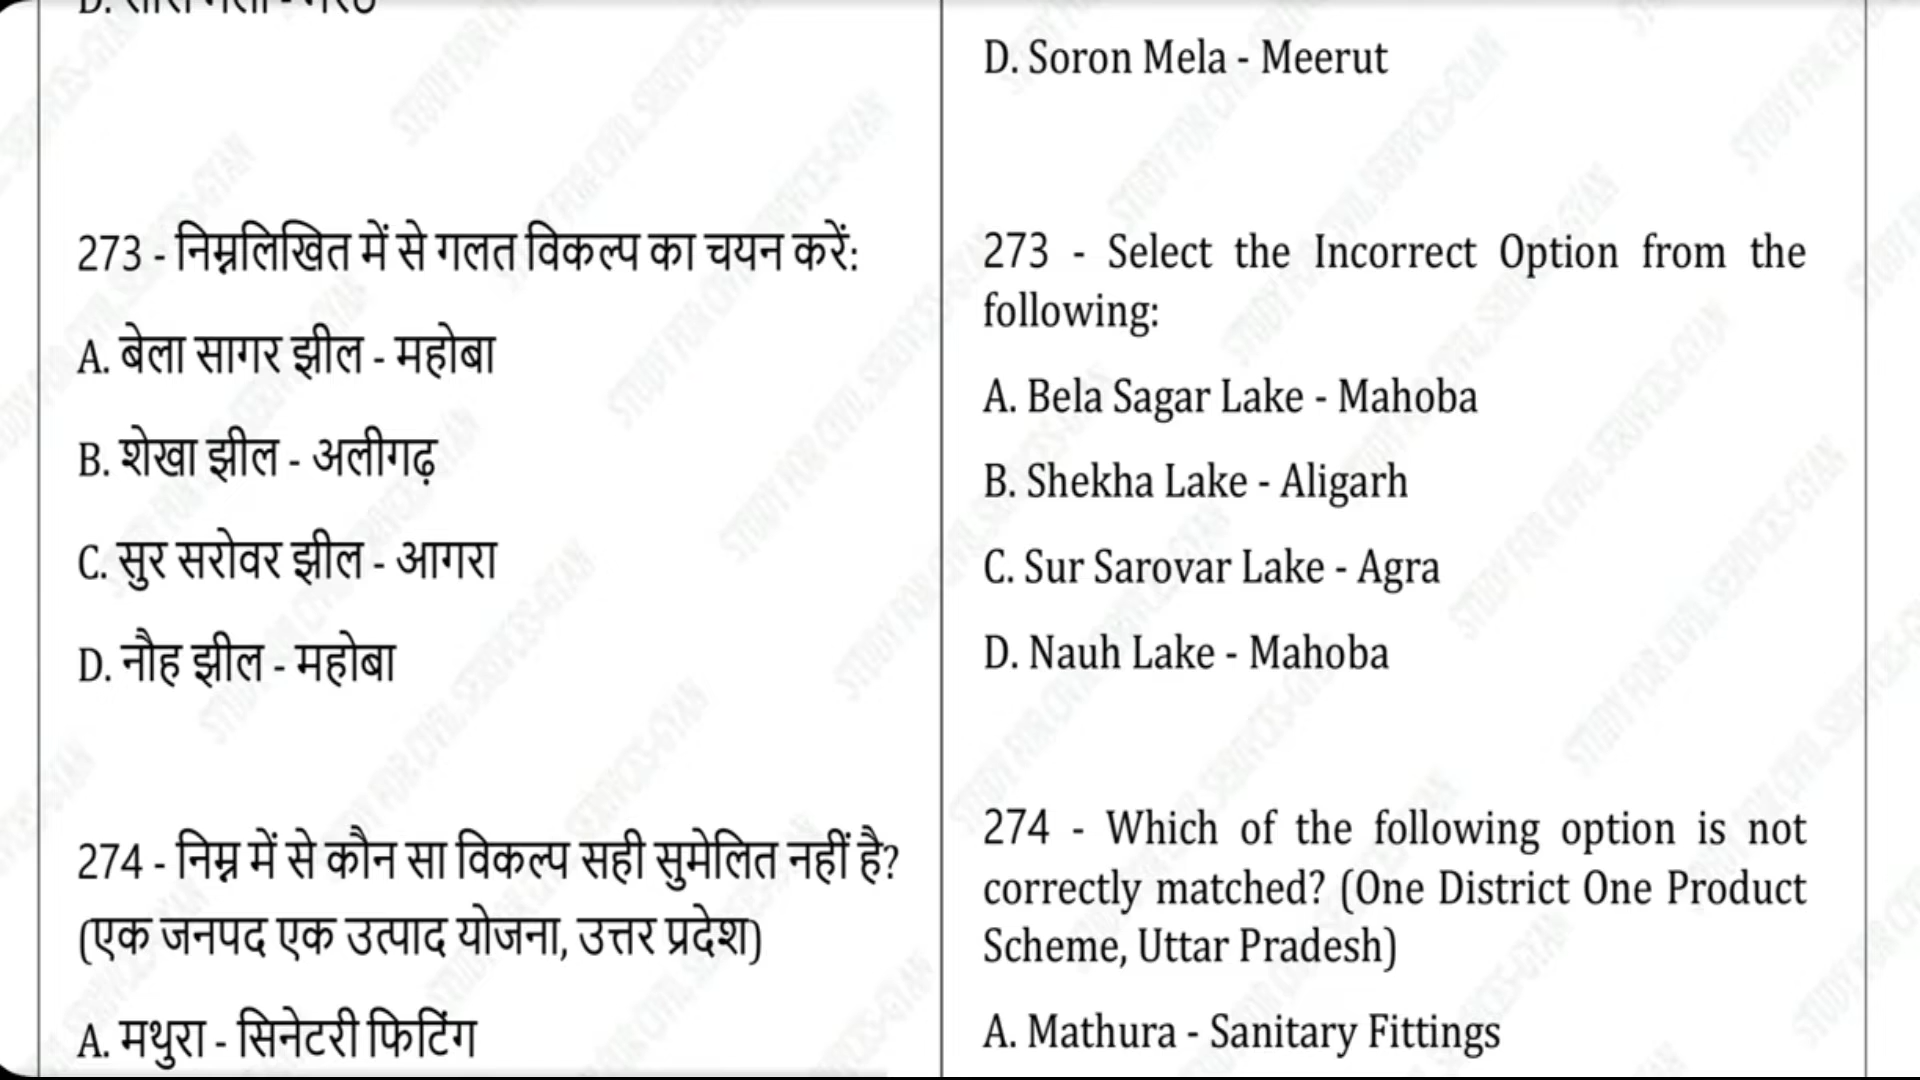 273 - निम्नलिखित में से गलत विकल्प का चयन करें:
A. बेला सागर झील - महोबा
B. शेखा झील - अलीगढ़
C. सुर सरोवर झील - आगरा
D. नौह झील - महोबा
274 - निम्न में से कौन सा विकल्प सही सुमेलित नहीं है?
(एक जनपद एक उत्पाद योजना, उत्तर प्रदेश)
A. मथुरा - सिनेटरी फिटिंग
D. Soron Mela - Meerut
273 - Select the Incorrect Option from the
following:
A. Bela Sagar Lake - Mahoba
B. Shekha Lake - Aligarh
C. Sur Sarovar Lake - Agra
D. Nauh Lake - Mahoba
274 - Which of the following option is not
correctly matched? (One District One Product
Scheme, Uttar Pradesh)
A. Mathura - Sanitary Fittings